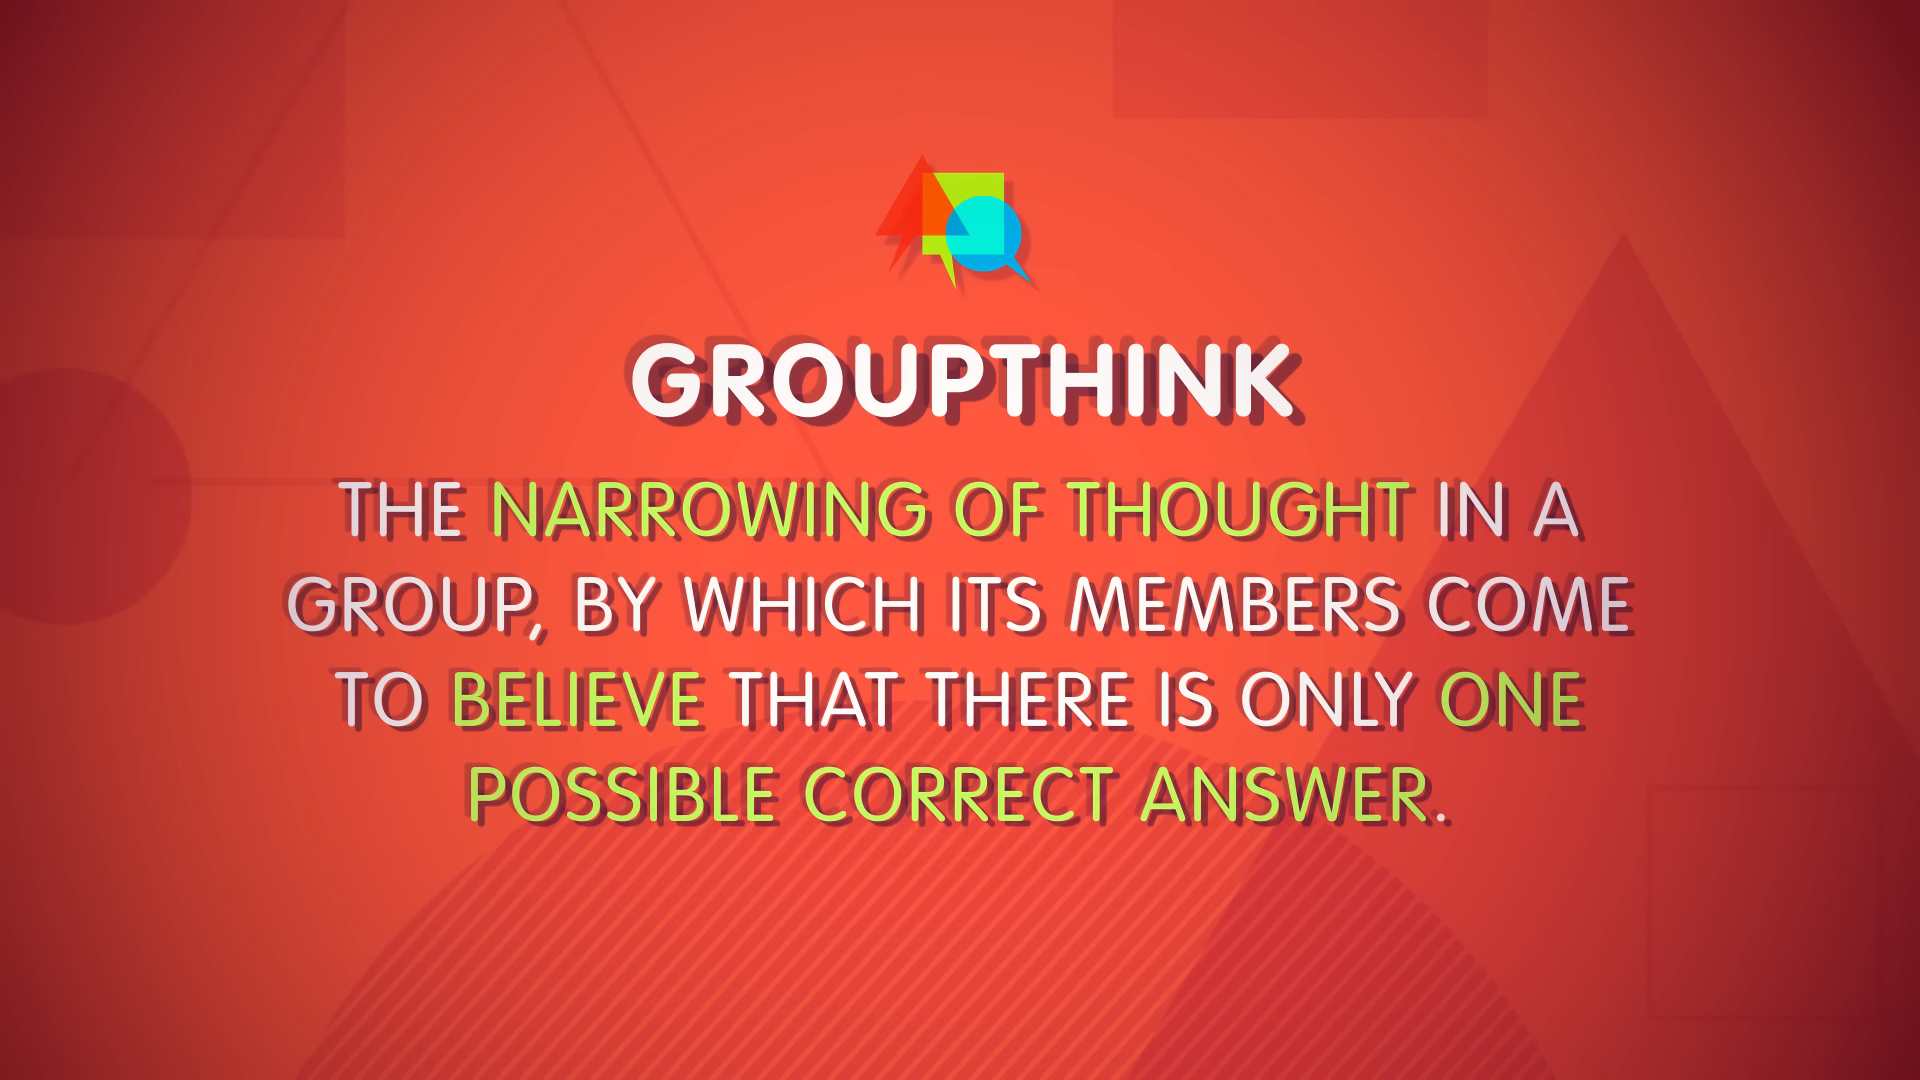 GROUPTHINK
THE NARROWING OF THOUGHT IN A
GROUP, BY WHICH ITS MEMBERS COME
TO BELIEVE THAT THERE IS ONLY ONE
POSSIBLE CORRECT ANSWER.